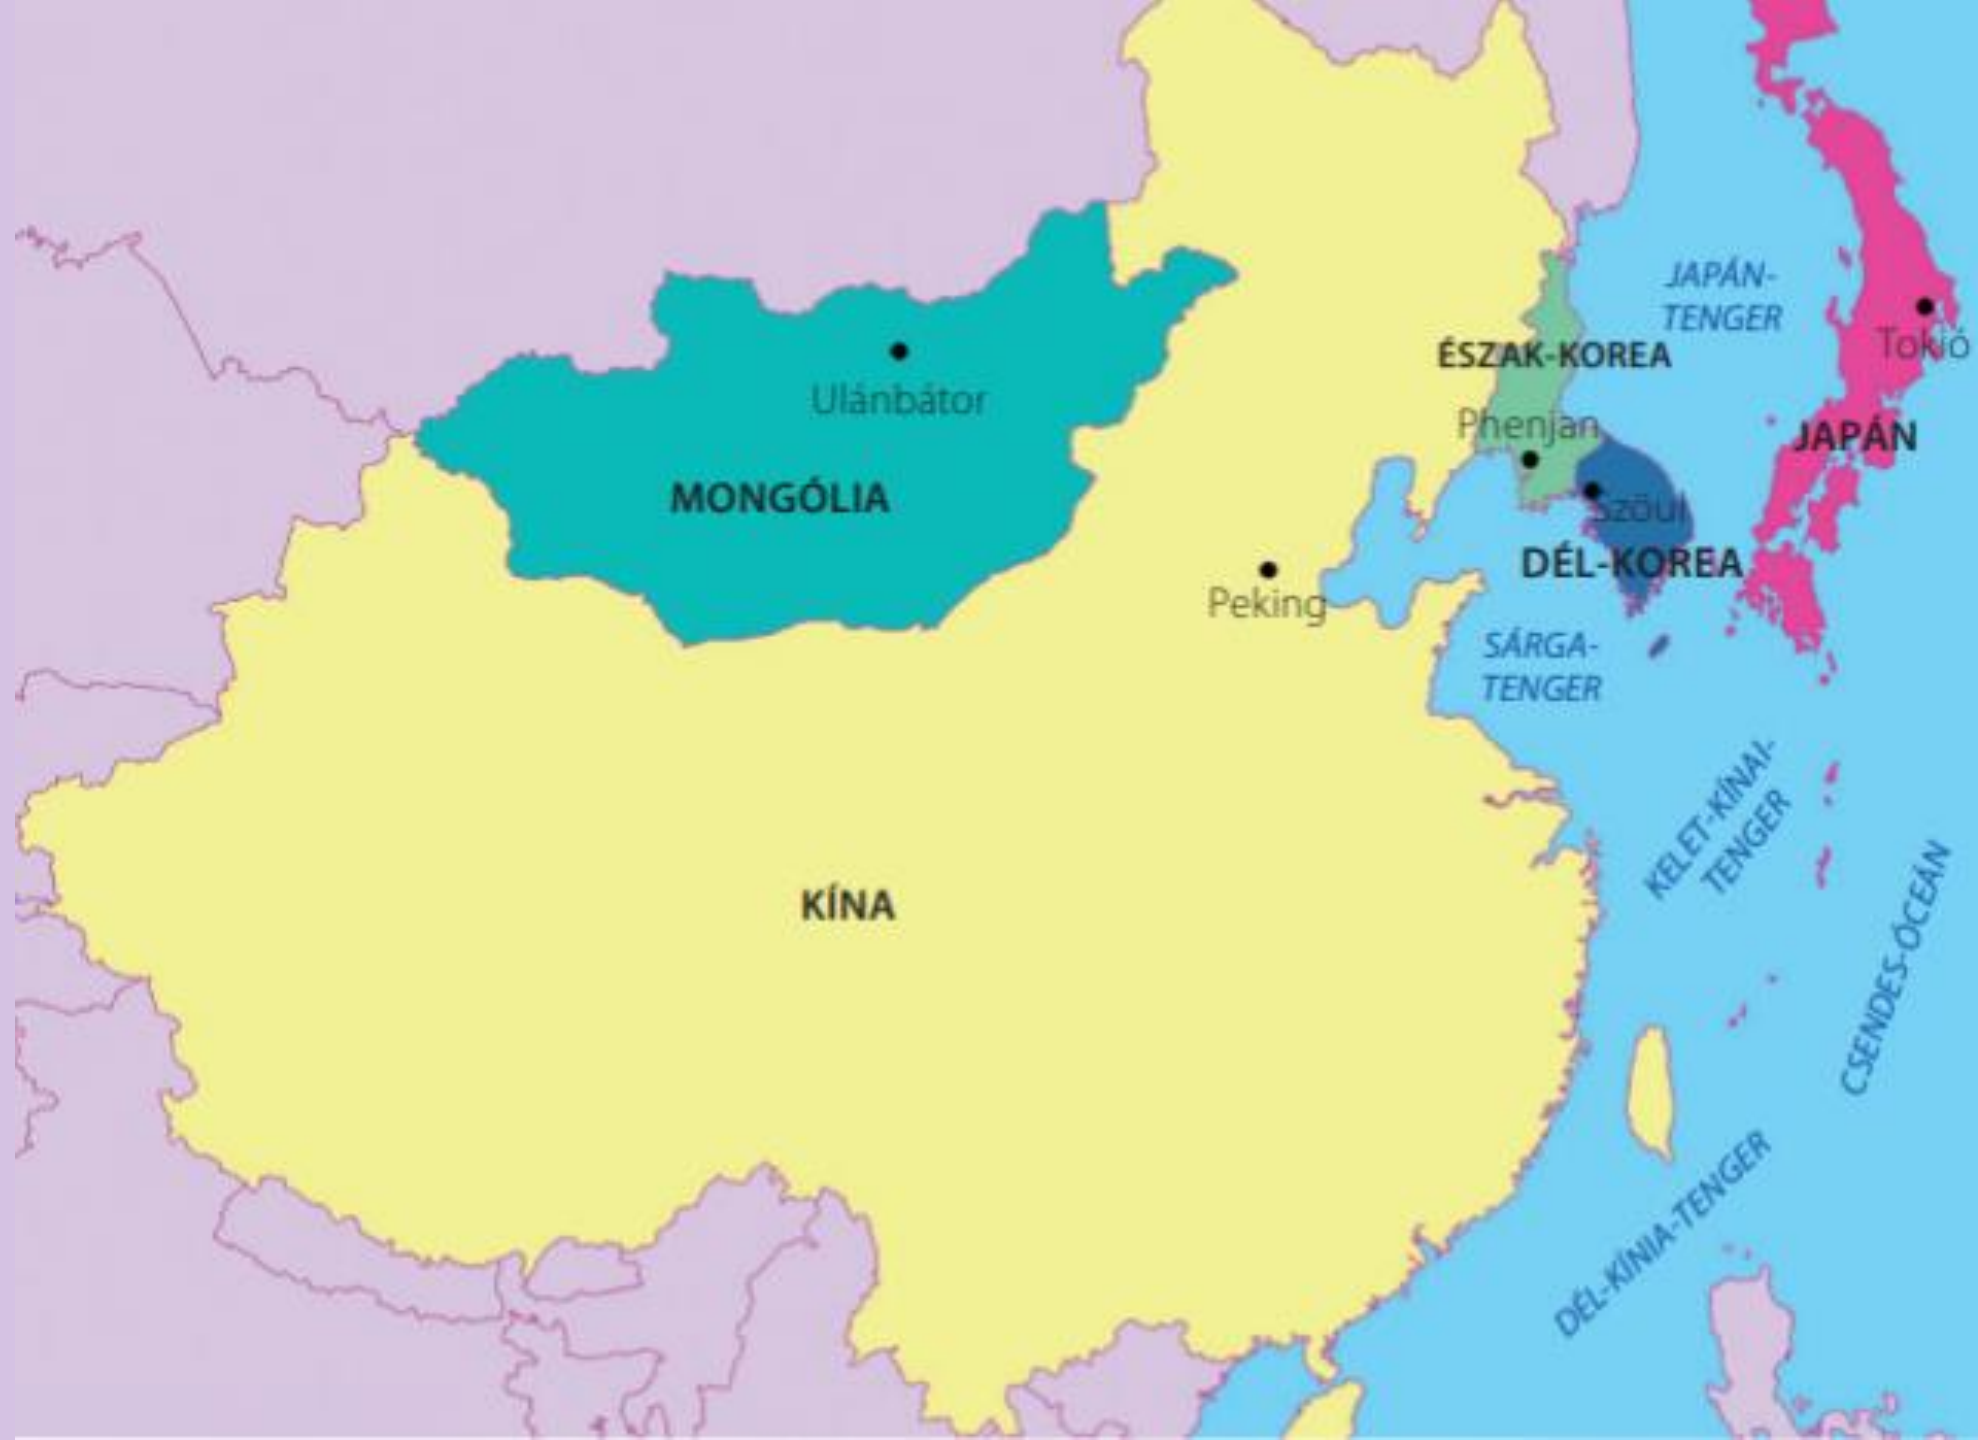 JAPÁN-
TENGER
Tokió
ÉSZAK-KOREA
Ulánbátor
Phenjan
JAPÁN
MONGÓLIA
Szöul
DÉL-KOREA
Peking
SÁRGA-
TENGER
KELET-KÍNAI-
TENGER
KÍNA
CSENDES-ÓCEÁN
DÉL-KÍNIA-TENGER